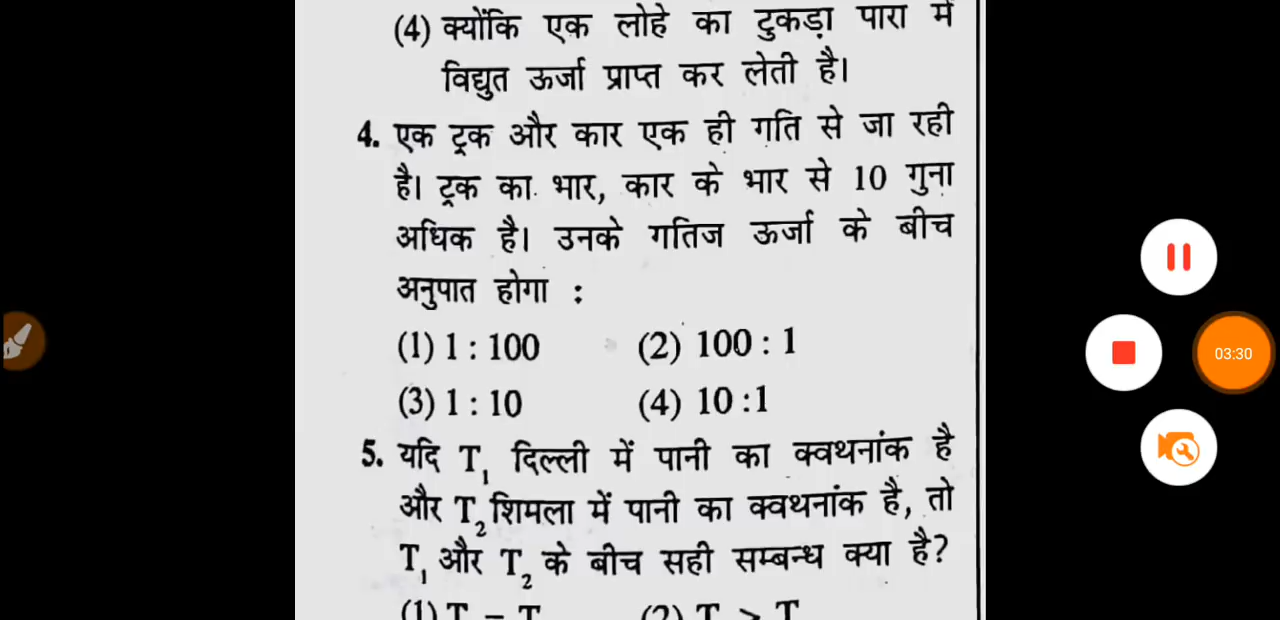 (4) क्योंकि एक लोहे का टुकड़ा पारा में
विद्युत ऊर्जा प्राप्त कर लेती है।
4. एक ट्रक और कार एक ही गति से जा रही
है। ट्रक का भार, कार के भार से 10 गुना
अधिक है। उनके गतिज ऊर्जा के बीच
अनुपात होगा :
(1) 1 : 100 (2) 100 : 1
(3) 1 : 10 (4) 10 :1
5. यदि T₁ दिल्ली में पानी का क्वथनांक है
और T₂ शिमला में पानी का क्वथनांक है, तो
T₁ और T₂ के बीच सही सम्बन्ध क्या है?
(1) T = T (2) T > T
03:30